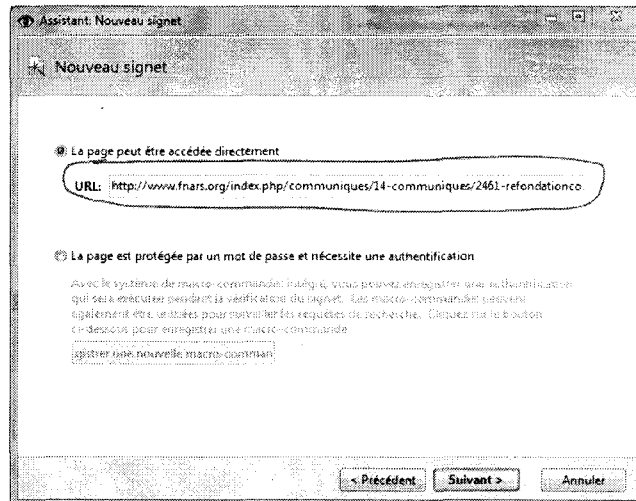 Assistant: Nouveau signet
Nouveau signet
La page peut être accédée directement
URL: http://www.fnars.org/index.php/communiques/14-communiques/2461-refondationco
La page est protégée par un mot de passe et nécessite une authentification
Avec le système de macro-commandes intégré, vous pouvez enregistrer une authentification
qui sera exécutée pendant la vérification du signet. Les macro-commandes peuvent
également être utilisées pour surveiller les requêtes de recherche. Cliquez sur le bouton
ci-dessous pour enregistrer une macro-commande
gistrer une nouvelle macro-comman
< Précédent
Suivant >
Annuler